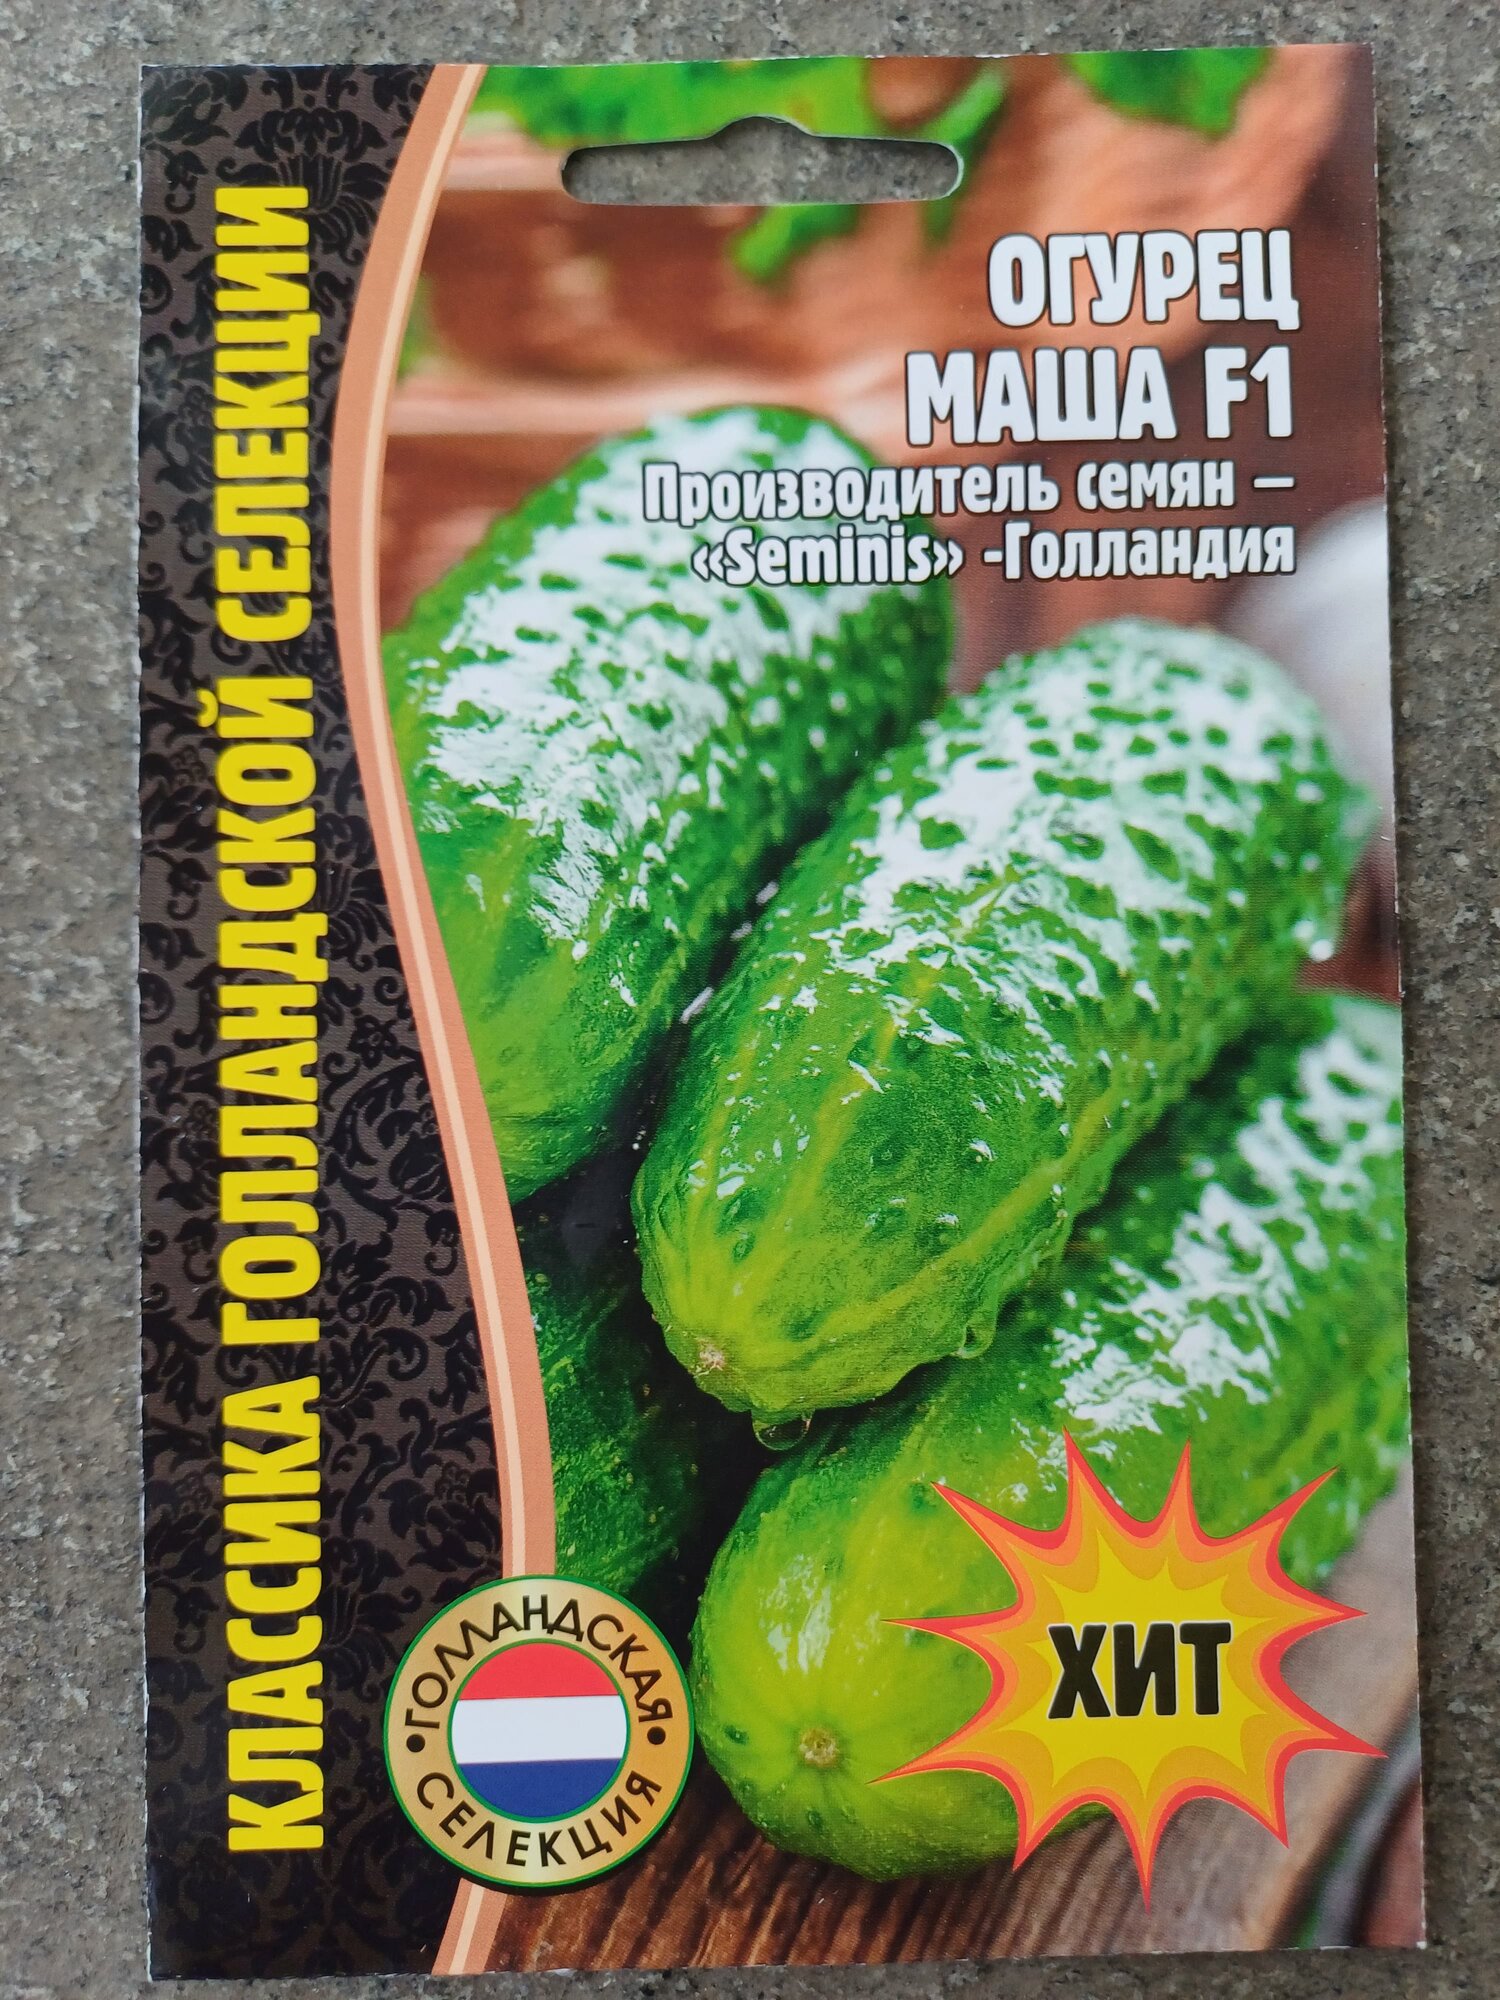 КЛАССИКА ГОЛЛАНДСКОЙ СЕЛЕКЦИИ
ОГУРЕЦ
МАША F1
Производитель семян –
«Seminis» -Голландия
ХИТ
•ГОЛЛАНДСКАЯ•
СЕЛЕКЦИЯ